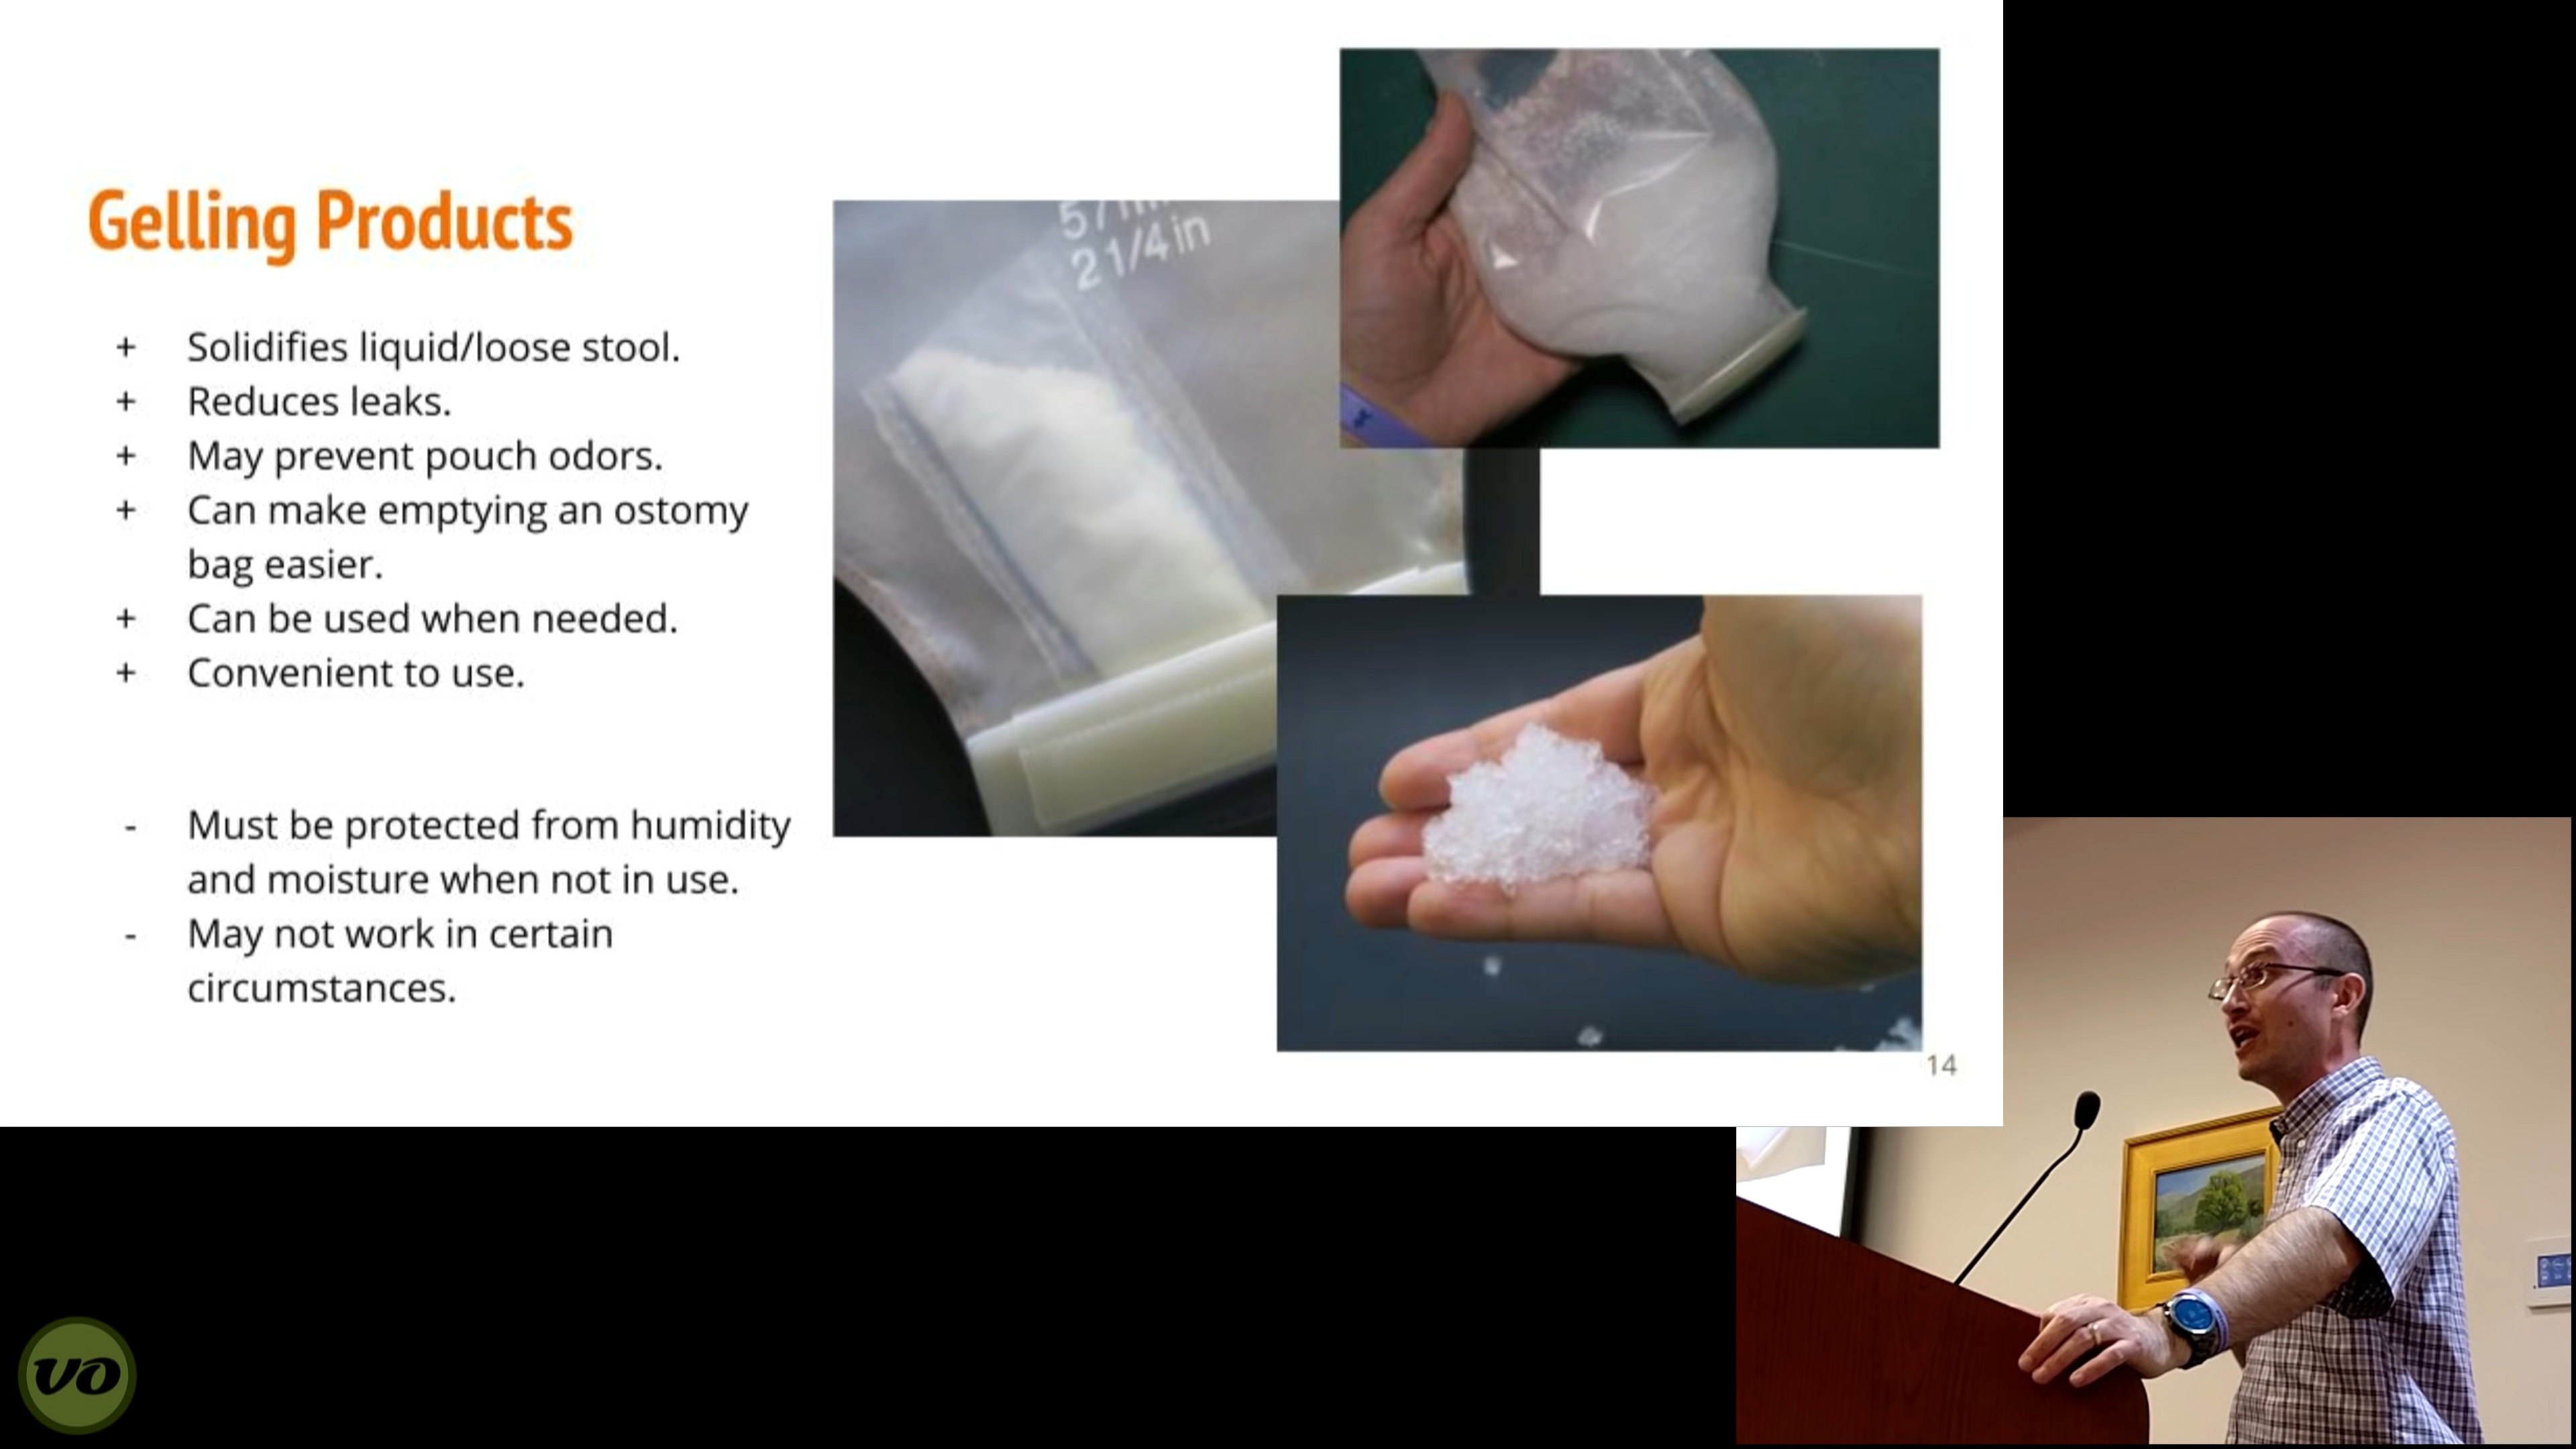 Gelling Products
+ Solidifies liquid/loose stool.
+ Reduces leaks.
+ May prevent pouch odors.
+ Can make emptying an ostomy
bag easier.
+ Can be used when needed.
+ Convenient to use.
- Must be protected from humidity
and moisture when not in use.
- May not work in certain
circumstances.
2 1/4 in
14
vo